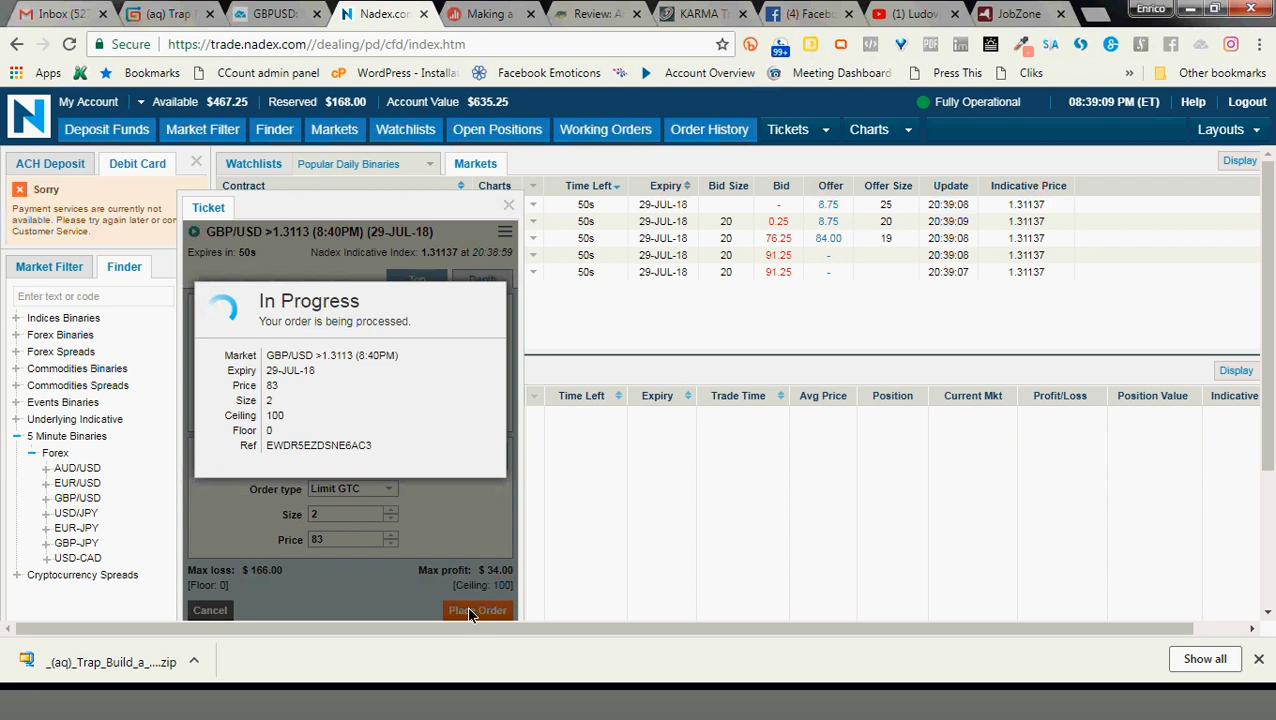 Inbox (527
(aq) Trap
GBPUSD:
Nadex.com
Making a
Review: A
KARMA T
(4) Faceb
(1) Ludov
JobZone
Enrico
Secure
https://trade.nadex.com//dealing/pd/cfd/index.htm
99+
Apps
Bookmarks
CCount admin panel
cP
WordPress - Installa
Facebook Emoticons
Account Overview
Meeting Dashboard
Press This
Cliks
»
Other bookmarks
N
My Account
Available $467.25
Reserved $168.00
Account Value $635.25
Fully Operational
08:39:09 PM (ET)
Help
Logout
Deposit Funds
Market Filter
Finder
Markets
Watchlists
Open Positions
Working Orders
Order History
Tickets
Charts
Layouts
ACH Deposit
Debit Card
Sorry
Payment services are currently not
available. Please try again later or con
Customer Service.
Market Filter
Finder
Enter text or code
Indices Binaries
Forex Binaries
Forex Spreads
Commodities Binaries
Commodities Spreads
Events Binaries
Underlying Indicative
5 Minute Binaries
Forex
AUD/USD
EUR/USD
GBP/USD
USD/JPY
EUR-JPY
GBP-JPY
USD-CAD
Cryptocurrency Spreads
Watchlists
Popular Daily Binaries
Markets
Display
Contract
Charts
Time Left
Expiry
Bid Size
Bid
Offer
Offer Size
Update
Indicative Price
50s 29-JUL-18 - 8.75 25 20:39:08 1.31137
50s 29-JUL-18 20 0.25 8.75 20 20:39:09 1.31137
50s 29-JUL-18 20 76.25 84.00 19 20:39:08 1.31137
50s 29-JUL-18 20 91.25 - 20:39:08 1.31137
50s 29-JUL-18 20 91.25 - 20:39:07 1.31137
Ticket
GBP/USD >1.3113 (8:40PM) (29-JUL-18)
Expires in: 50s
Nadex Indicative Index: 1.31137 at 20:38:59
Top
Depth
In Progress
Your order is being processed.
Market GBP/USD >1.3113 (8:40PM)
Expiry 29-JUL-18
Price 83
Size 2
Ceiling 100
Floor 0
Ref EWDR5EZDSNE6AC3
Order type Limit GTC
Size 2
Price 83
Max loss: $ 166.00
Max profit: $ 34.00
[Floor: 0]
[Ceiling: 100]
Cancel
Place Order
Display
Time Left
Expiry
Trade Time
Avg Price
Position
Current Mkt
Profit/Loss
Position Value
Indicative
_(aq)_Trap_Build_a_....zip
Show all